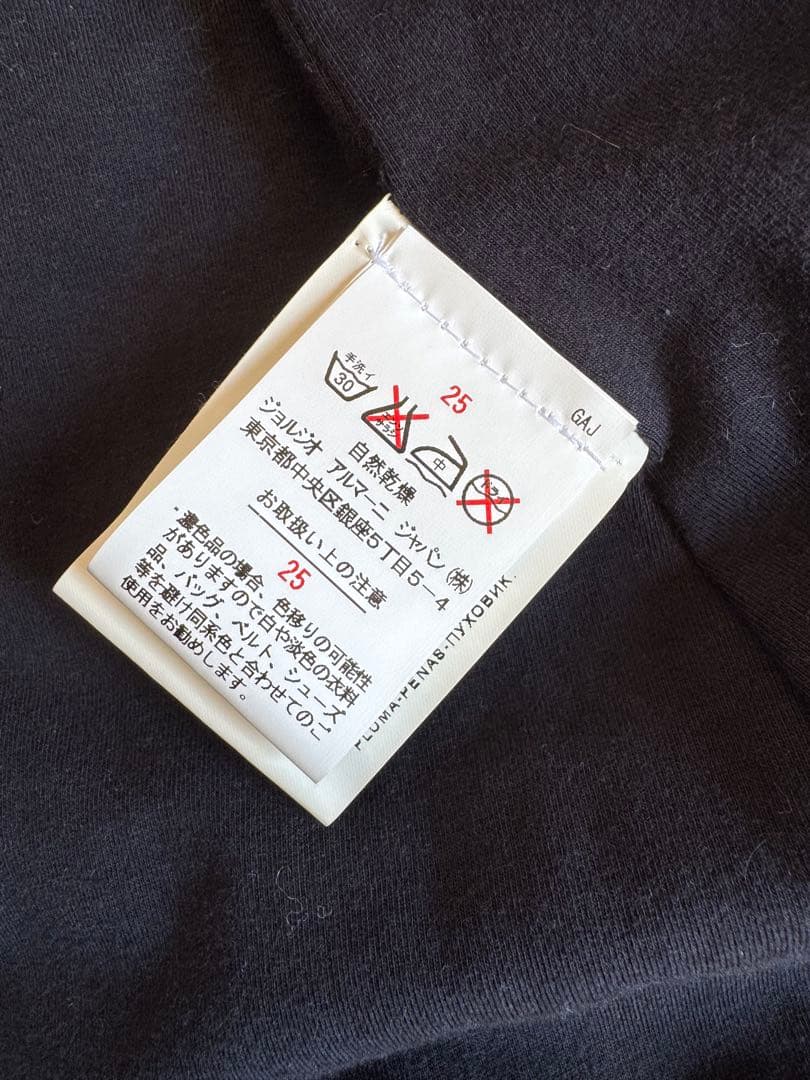 GAJ
25
手洗イ
30
エンソ
サラシ
中
ドライ
自然乾燥
ジョルジオ アルマーニ ジャパン(株)
東京都中央区銀座5丁目5-4
お取扱い上の注意
25
・濃色品の場合、色移りの可能性
がありますので白や淡色の衣料
品、バッグ、ベルト、シューズ
等を避け同系色と合わせてのご
使用をお勧めします。
PLUMA-PENAS-ПУХОВИК.